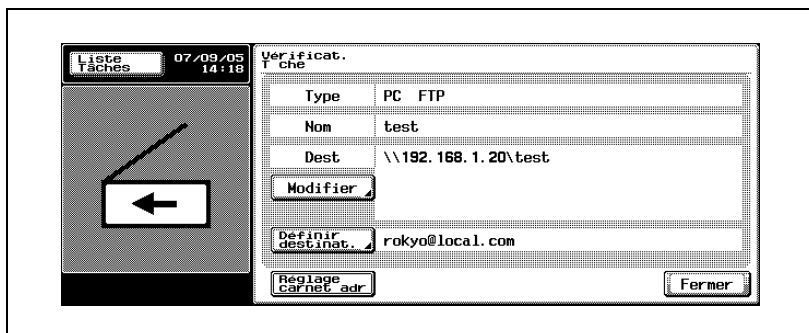 Liste
Tâches
07/09/05
14:18
Vérificat.
T che
Type PC FTP
Nom test
Dest \\192.168.1.20\test
Modifier
Définir
destinat.
rokyo@local.com
Réglage
carnet adr
Fermer